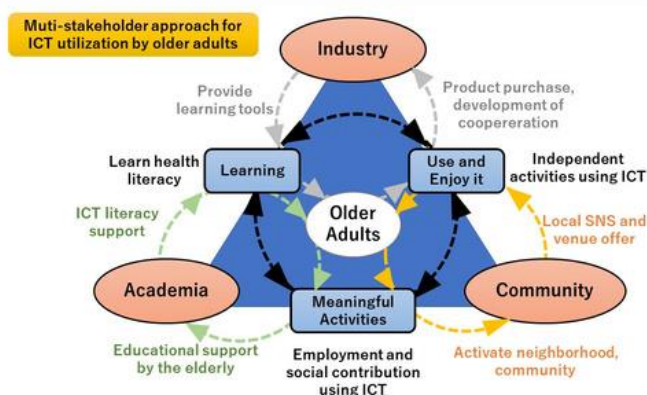 Muti-stakeholder approach for
ICT utilization by older adults
Industry
Provide
learning tools
Product purchase,
development of
coopereration
Learn health
literacy
Learning
Use and
Enjoy it
Independent
activities using ICT
ICT literacy
support
Older
Adults
Local SNS and
venue offer
Academia
Meaningful
Activities
Community
Educational support
by the elderly
Employment and
social contribution
using ICT
Activate neighborhood,
community